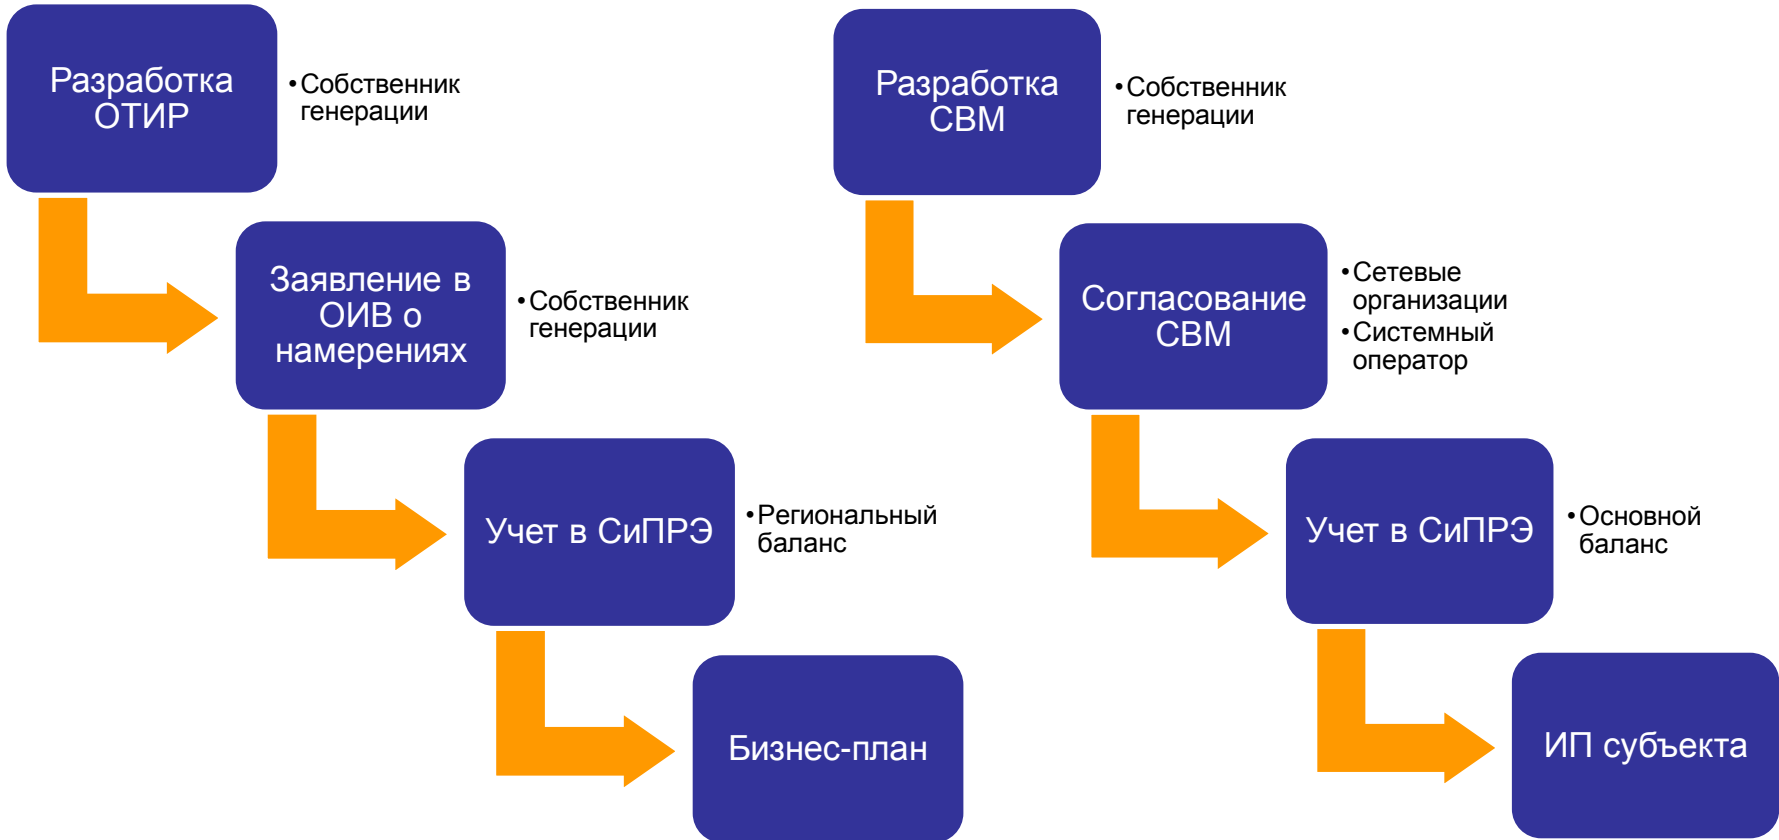 Разработка
ОТИР
•Собственник
генерации
Заявление в
ОИВ о
намерениях
•Собственник
генерации
Учет в СиПРЭ
•Региональный
баланс
Бизнес-план
Разработка
СВМ
•Собственник
генерации
Согласование
СВМ
•Сетевые
организации
•Системный
оператор
Учет в СиПРЭ
•Основной
баланс
ИП субъекта